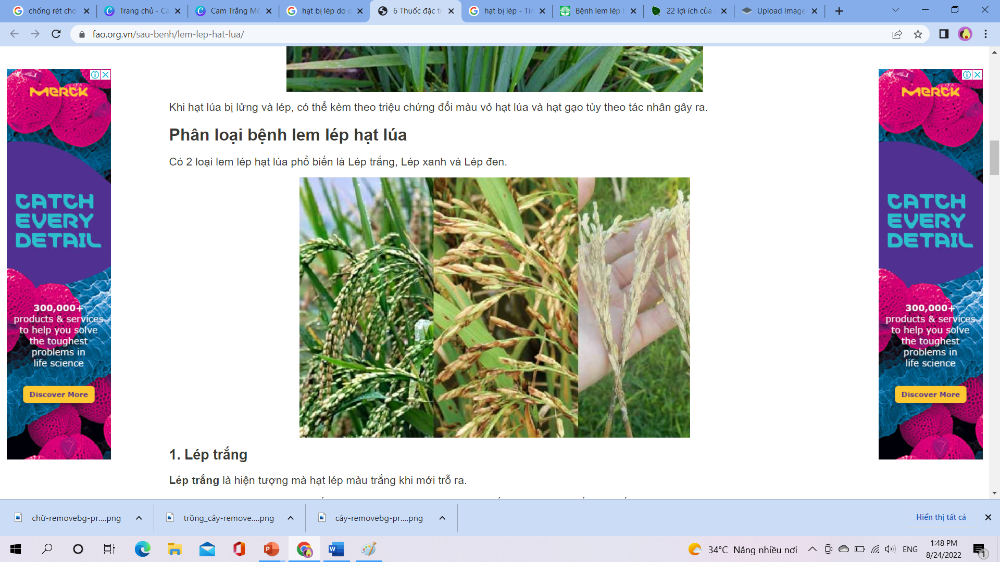 chống rét cho
Trang chủ - Ca
Cam Trắng Mô
hạt bị lép do q
6 Thuốc đặc tr
hạt bị lép - Tìn
Bệnh lem lép h
22 lợi ích của
Upload Image
fao.org.vn/sau-benh/lem-lep-hat-lua/
MERCK
CATCH
EVERY
DETAIL
300,000+
products & services
to help you solve
the toughest
problems in
life science
Discover More
Khi hạt lúa bị lửng và lép, có thể kèm theo triệu chứng đổi màu vỏ hạt lúa và hạt gạo tùy theo tác nhân gây ra.
Phân loại bệnh lem lép hạt lúa
Có 2 loại lem lép hạt lúa phổ biến là Lép trắng, Lép xanh và Lép đen.
1. Lép trắng
Lép trắng là hiện tượng mà hạt lép màu trắng khi mới trỗ ra.
MERCK
CATCH
EVERY
DETAIL
300,000+
products & services
to help you solve
the toughest
problems in
life science
Discover More
chữ-removebg-pr....png
trồng_cây-remove....png
cây-removebg-pr....png
Hiển thị tất cả
34°C Nắng nhiều nơi
ENG
1:48 PM
8/24/2022
1